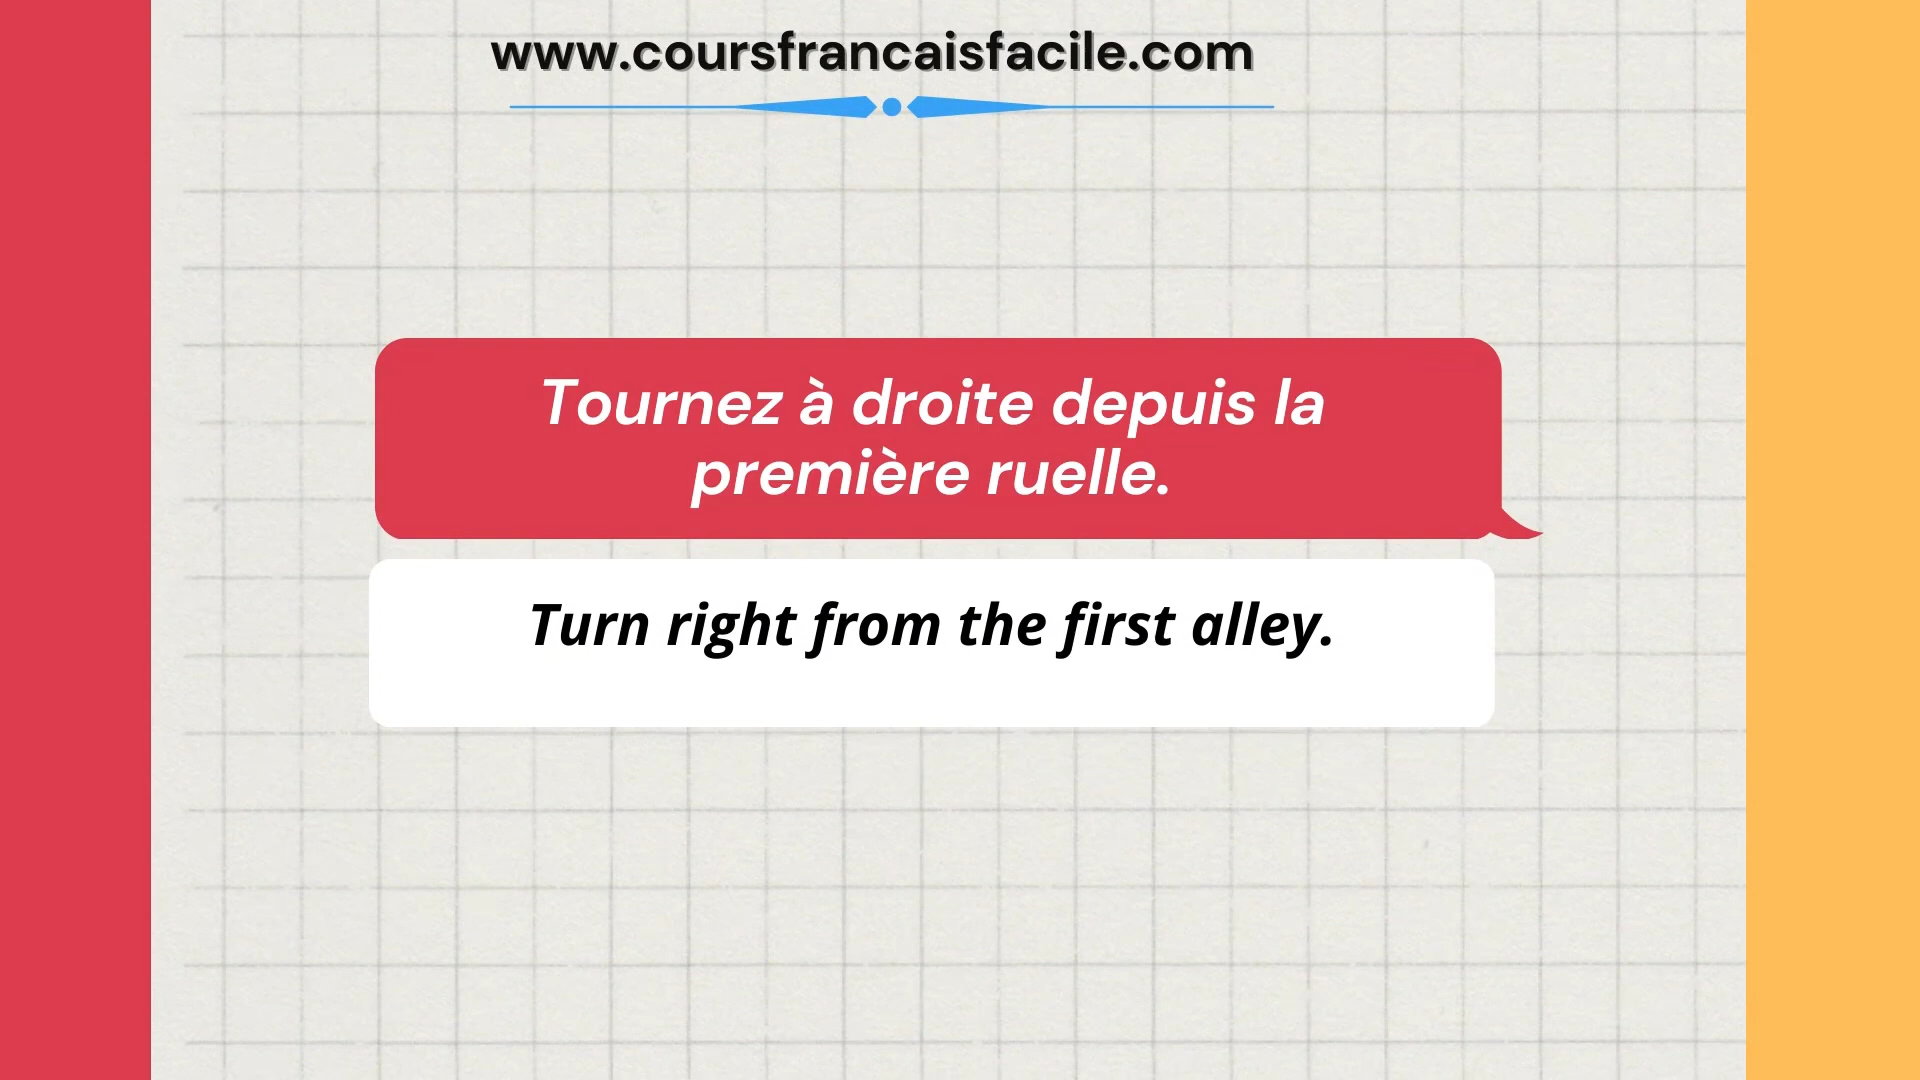 www.coursfrancaisfacile.com
Tournez à droite depuis la
première ruelle.
Turn right from the first alley.